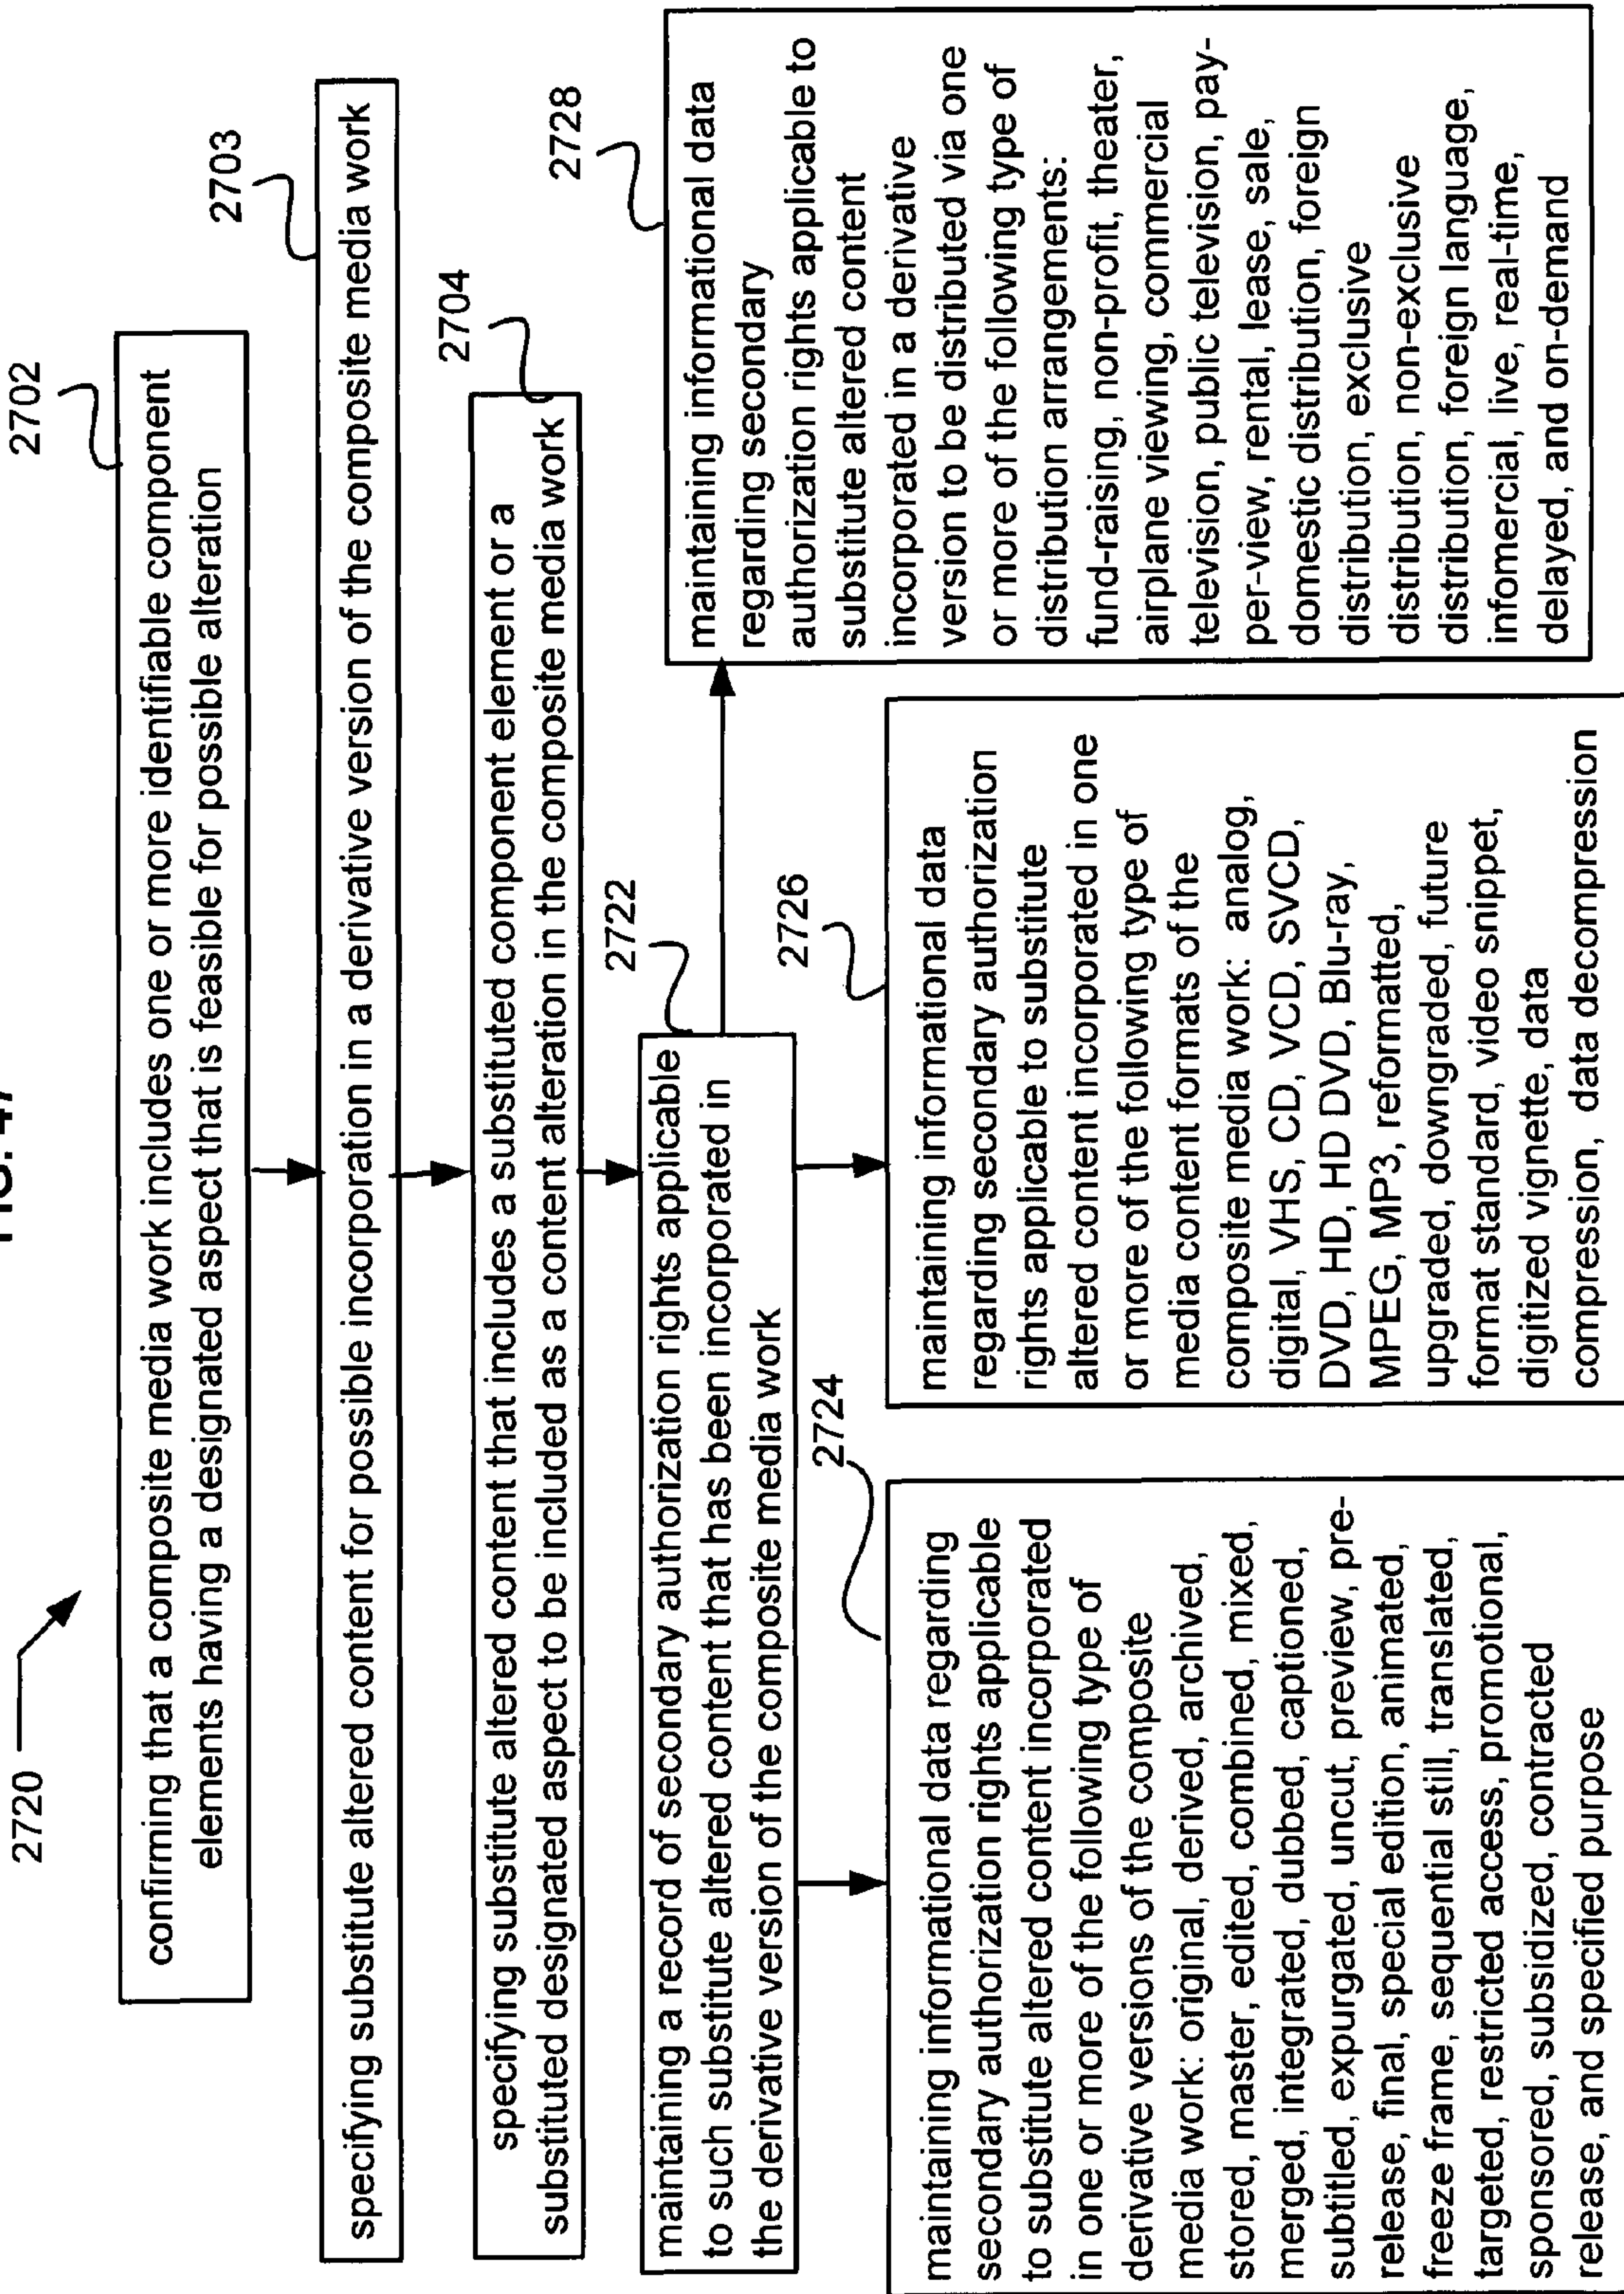 FIG. 47
2720
2702
confirming that a composite media work includes one or more identifiable component
elements having a designated aspect that is feasible for possible alteration
2703
specifying substitute altered content for possible incorporation in a derivative version of the composite media work
2704
specifying substitute altered content that includes a substituted component element or a
substituted designated aspect to be included as a content alteration in the composite media work
2722
maintaining a record of secondary authorization rights applicable
to such substitute altered content that has been incorporated in
the derivative version of the composite media work
2724
maintaining informational data regarding
secondary authorization rights applicable
to substitute altered content incorporated
in one or more of the following type of
derivative versions of the composite
media work: original, derived, archived,
stored, master, edited, combined, mixed,
merged, integrated, dubbed, captioned,
subtitled, expurgated, uncut, preview, pre-
release, final, special edition, animated,
freeze frame, sequential still, translated,
targeted, restricted access, promotional,
sponsored, subsidized, contracted
release, and specified purpose
2726
maintaining informational data
regarding secondary authorization
rights applicable to substitute
altered content incorporated in one
or more of the following type of
media content formats of the
composite media work: analog,
digital, VHS, CD, VCD, SVCD,
DVD, HD, HD DVD, Blu-ray,
MPEG, MP3, reformatted,
upgraded, downgraded, future
format standard, video snippet,
digitized vignette, data
compression, data decompression
2728
maintaining informational data
regarding secondary
authorization rights applicable to
substitute altered content
incorporated in a derivative
version to be distributed via one
or more of the following type of
distribution arrangements:
fund-raising, non-profit, theater,
airplane viewing, commercial
television, public television, pay-
per-view, rental, lease, sale,
domestic distribution, foreign
distribution, exclusive
distribution, non-exclusive
distribution, foreign language,
infomercial, live, real-time,
delayed, and on-demand